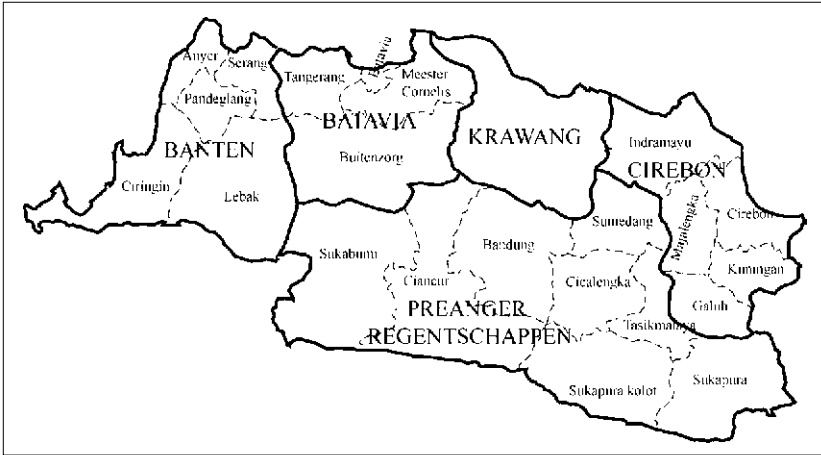 Anyer
Serang
Pandeglang
BANTEN
Ciringin
Lebak
Tangerang
Batavia
Meester
Cornelis
BATAVIA
Buitenzorg
KRAWANG
Indramayu
CIREBON
Majalengka
Cirebon
Kuningan
Galuh
Sukabumi
Ciancur
Bandung
Sumedang
Cicalengka
PREANGER
REGENTSCHAPPEN
Tasikmalaya
Sukapura kolot
Sukapura